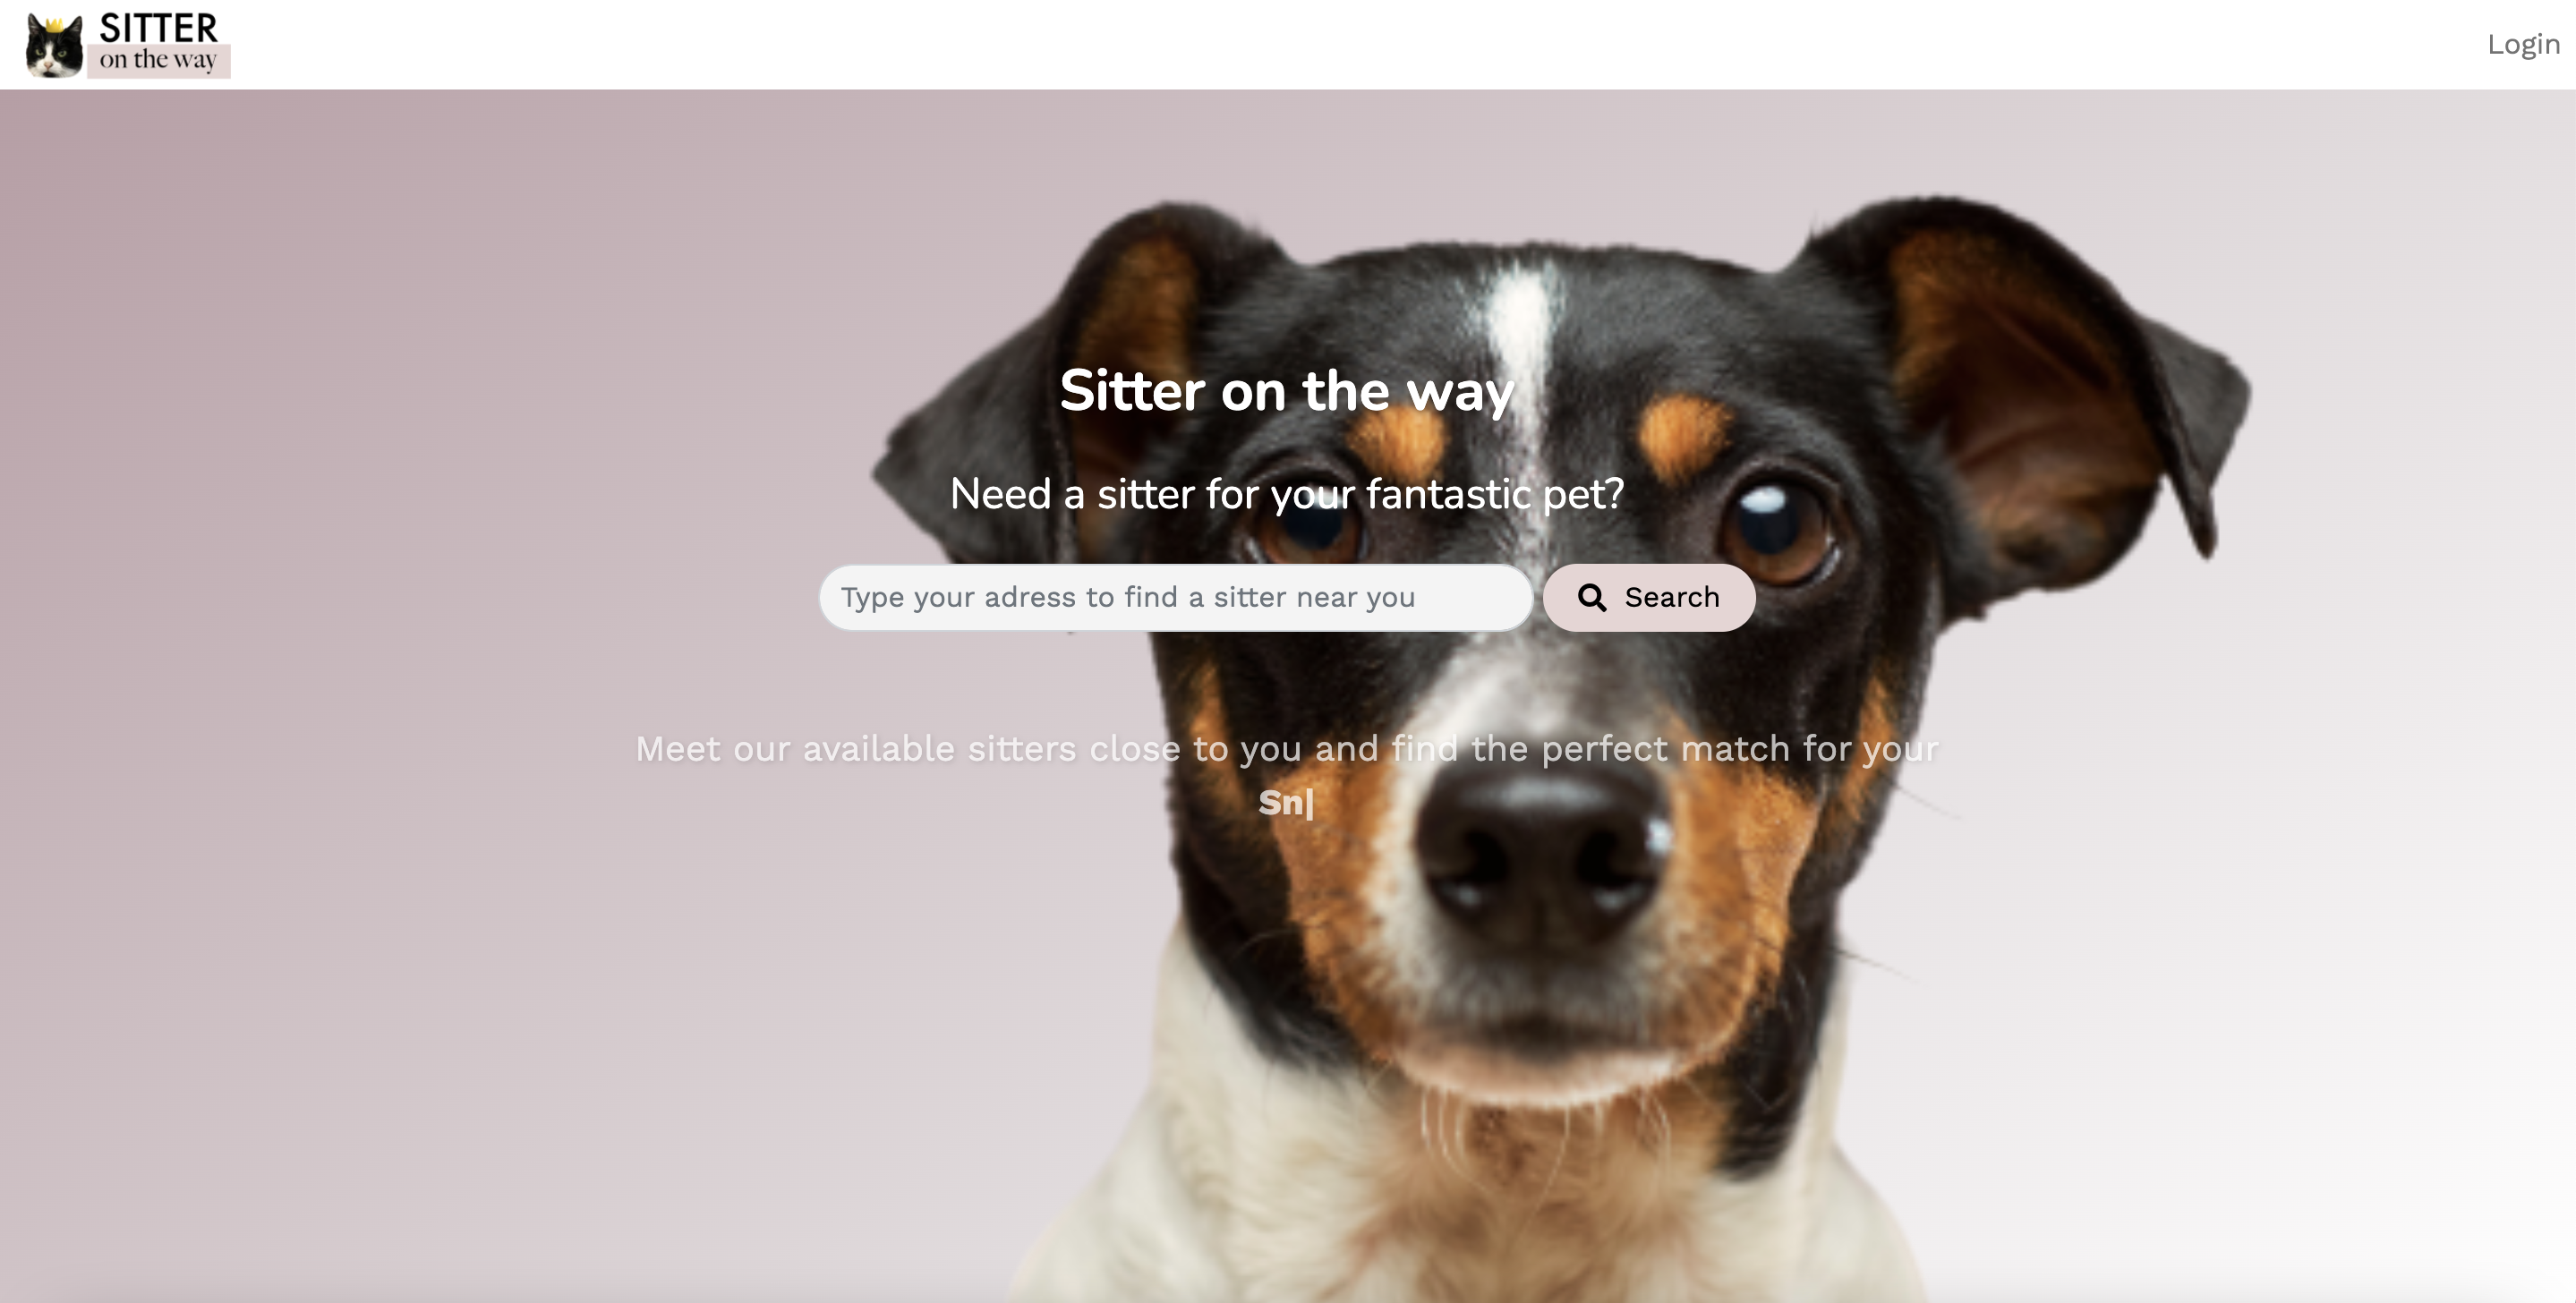 SITTER
on the way
Login
Sitter on the way
Need a sitter for your fantastic pet?
Type your adress to find a sitter near you
Search
Meet our available sitters close to you and find the perfect match for your
Sn|